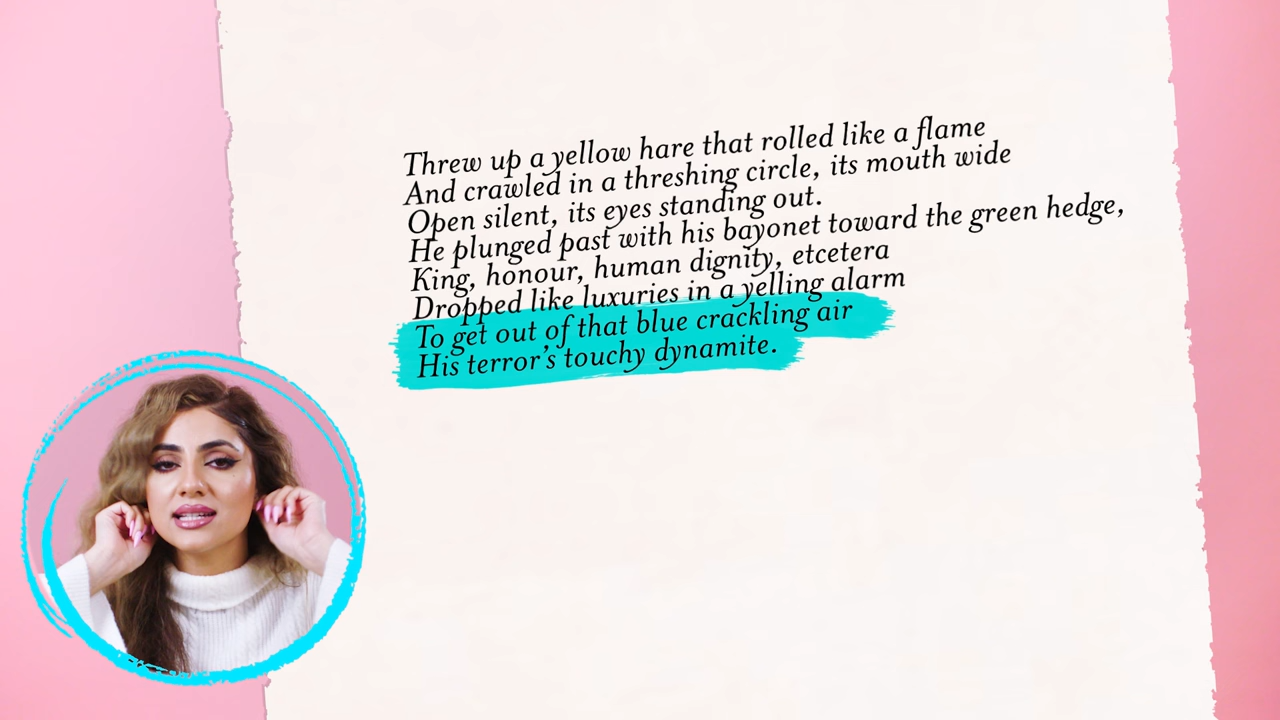 Threw up a yellow hare that rolled like a flame
And crawled in a threshing circle, its mouth wide
Open silent, its eyes standing out.
He plunged past with his bayonet toward the green hedge,
King, honour, human dignity, etcetera
Dropped like luxuries in a yelling alarm
To get out of that blue crackling air
His terror’s touchy dynamite.